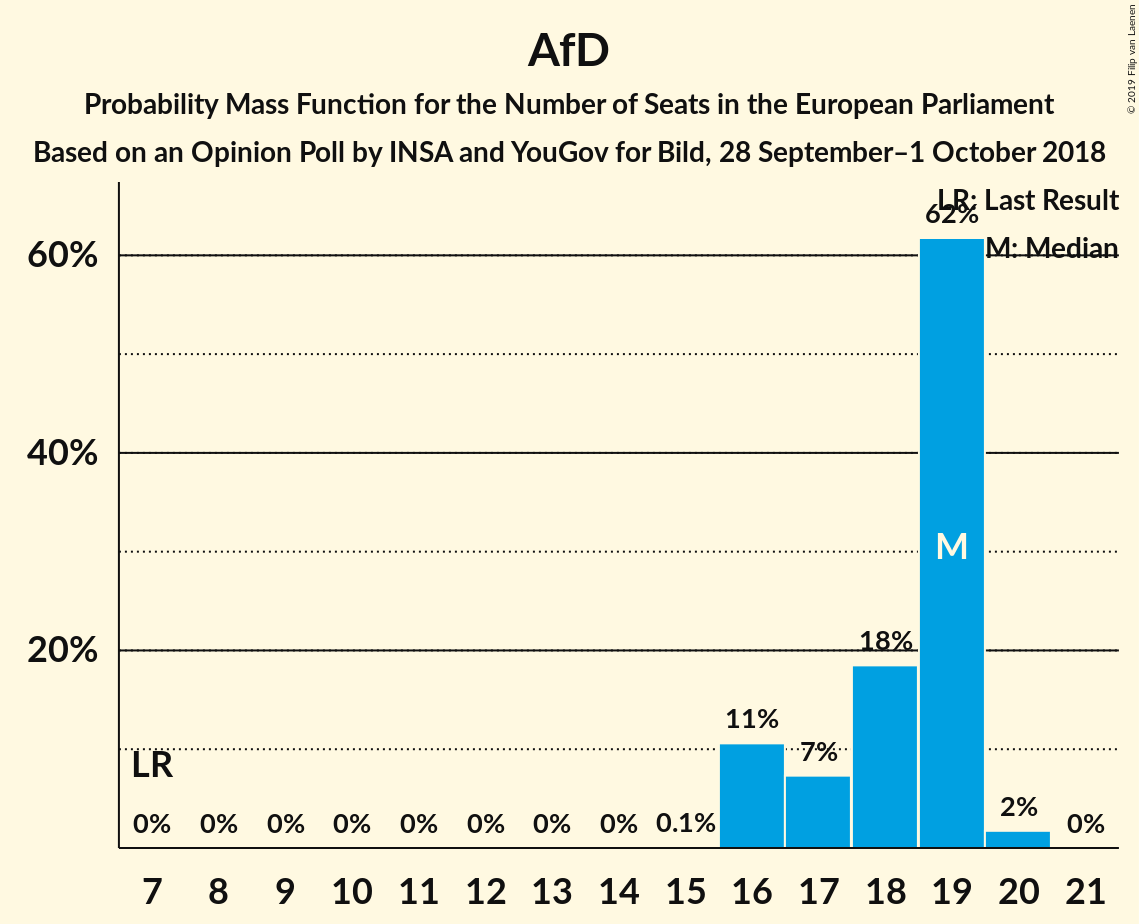 AfD
Probability Mass Function for the Number of Seats in the European Parliament
Based on an Opinion Poll by INSA and YouGov for Bild, 28 September–1 October 2018
© 2019 Filip van Laenen
LR: Last Result
M: Median
60%
40%
20%
62%
M
18%
11%
7%
LR
0% 0% 0% 0% 0% 0% 0% 0% 0.1% 2% 0%
7 8 9 10 11 12 13 14 15 16 17 18 19 20 21